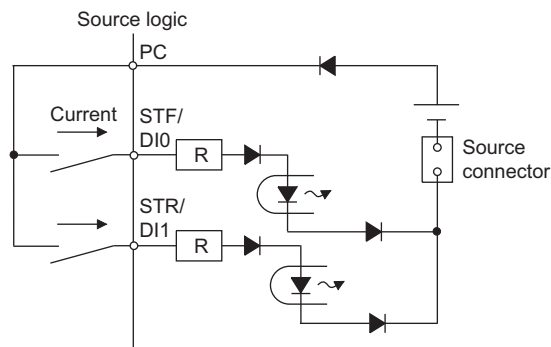 Source logic
PC
Current
STF/
DI0
R
Source
connector
STR/
DI1
R